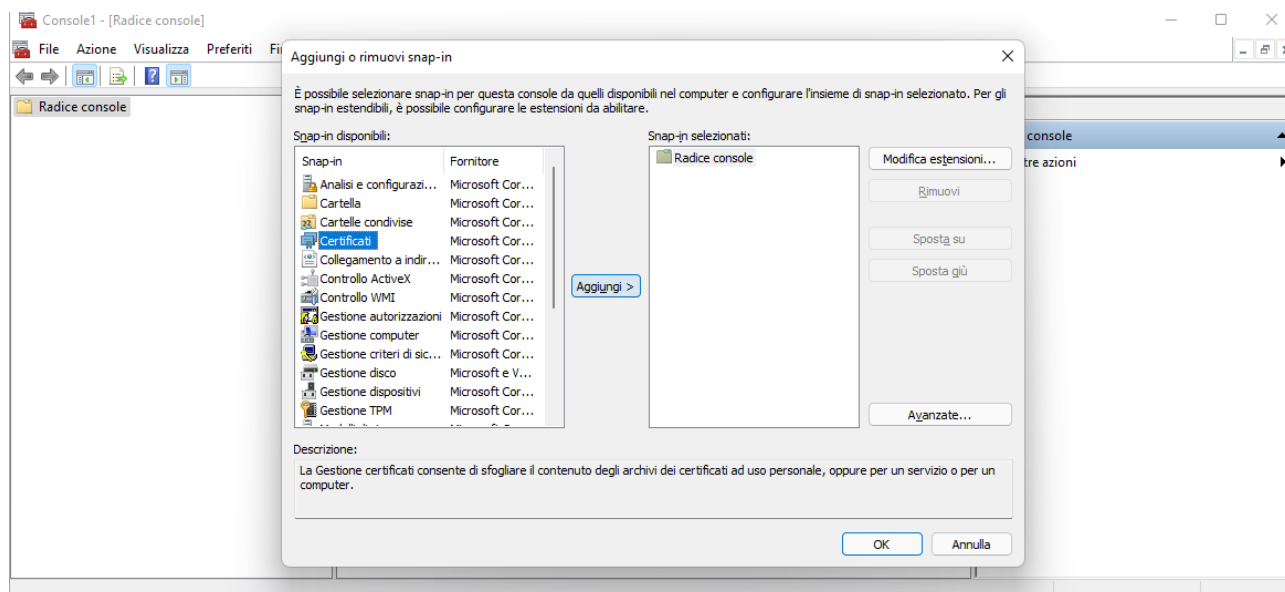 Console1 - [Radice console]
File Azione Visualizza Preferiti
Aggiungi o rimuovi snap-in
È possibile selezionare snap-in per questa console da quelli disponibili nel computer e configurare l'insieme di snap-in selezionato. Per gli
snap-in estendibili, è possibile configurare le estensioni da abilitare.
Radice console
Snap-in disponibili:
Snap-in Fornitore
Analisi e configurazi... Microsoft Cor...
Cartella Microsoft Cor...
Cartelle condivise Microsoft Cor...
Certificati Microsoft Cor...
Collegamento a indir... Microsoft Cor...
Controllo ActiveX Microsoft Cor...
Controllo WMI Microsoft Cor...
Gestione autorizzazioni Microsoft Cor...
Gestione computer Microsoft Cor...
Gestione criteri di sic... Microsoft Cor...
Gestione disco Microsoft e V...
Gestione dispositivi Microsoft Cor...
Gestione TPM Microsoft Cor...
Aggiungi >
Snap-in selezionati:
Radice console
Modifica estensioni...
Rimuovi
Sposta su
Sposta giù
Avanzate...
Descrizione:
La Gestione certificati consente di sfogliare il contenuto degli archivi dei certificati ad uso personale, oppure per un servizio o per un
computer.
OK Annulla
console
tre azioni